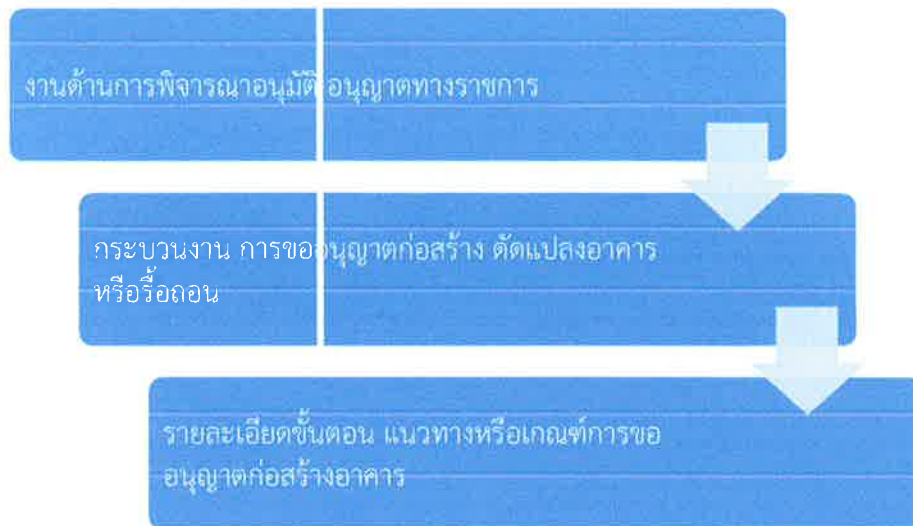 งานด้านการพิจารณาอนุมัติ อนุญาตทางราชการ
กระบวนงาน การขออนุญาตก่อสร้าง ดัดแปลงอาคาร
หรือรื้อถอน
รายละเอียดขั้นตอน แนวทางหรือเกณฑ์การขอ
อนุญาตก่อสร้างอาคาร